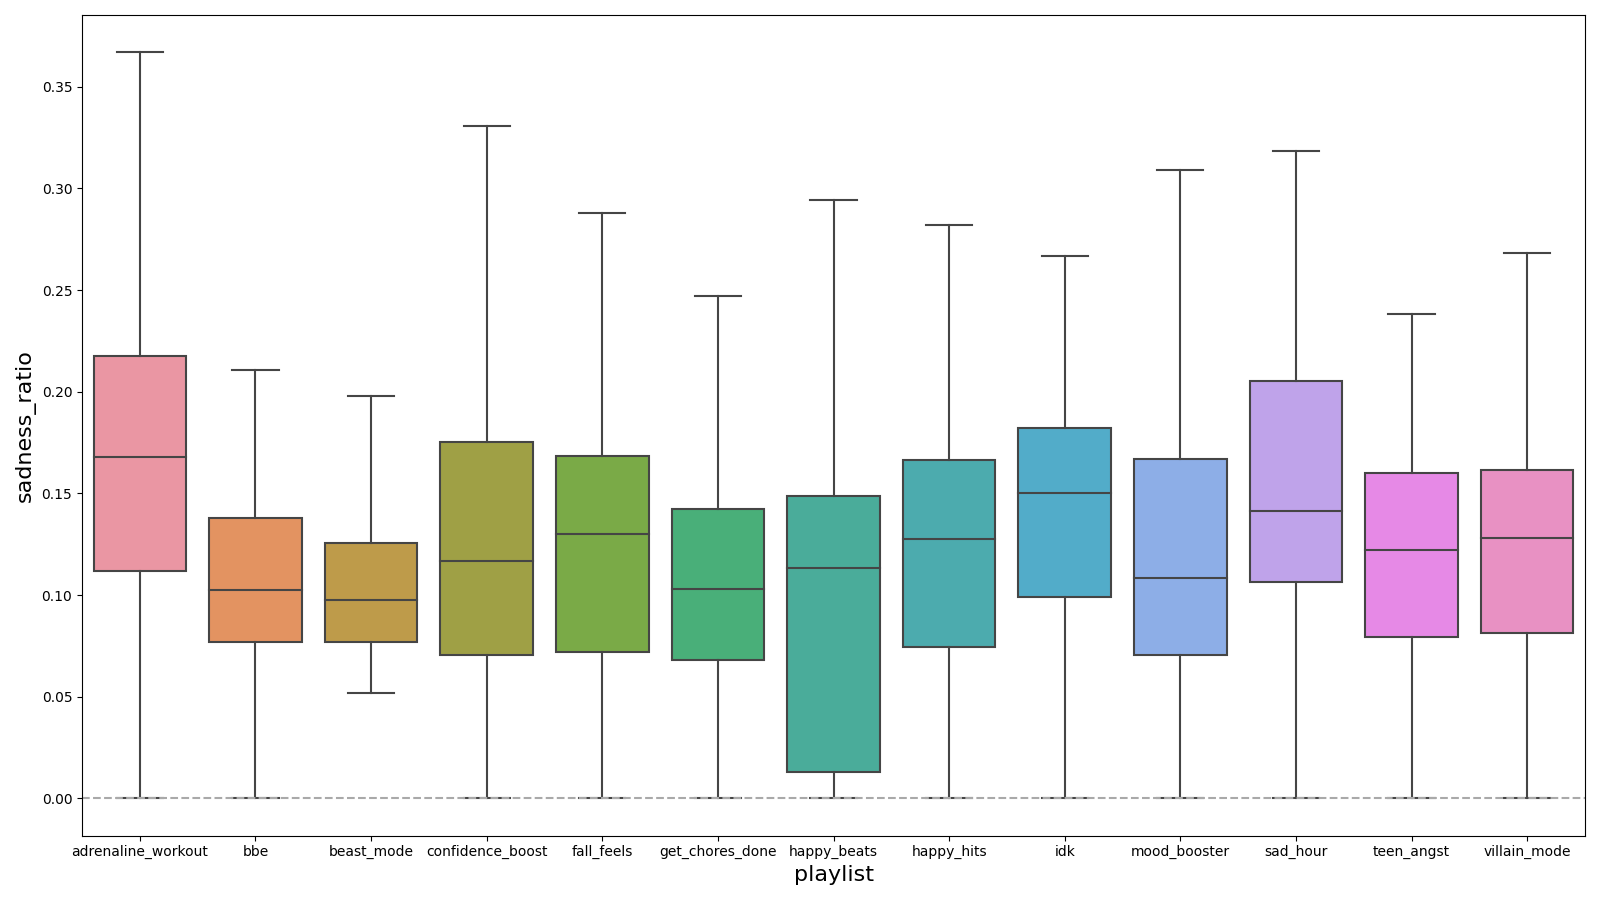 sadness_ratio
0.35
0.30
0.25
0.20
0.15
0.10
0.05
0.00
adrenaline_workout bbe beast_mode confidence_boost fall_feels get_chores_done happy_beats happy_hits idk mood_booster sad_hour teen_angst villain_mode
playlist